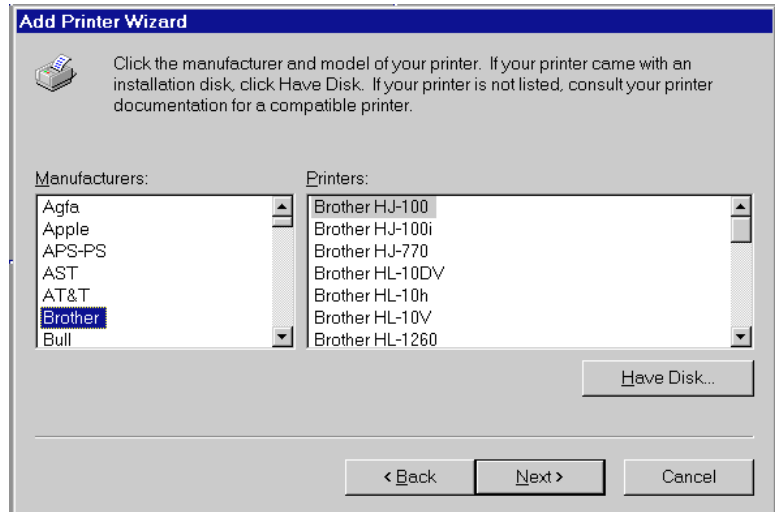 Add Printer Wizard
Click the manufacturer and model of your printer. If your printer came with an
installation disk, click Have Disk. If your printer is not listed, consult your printer
documentation for a compatible printer.
Manufacturers:
Agfa
Apple
APS-PS
AST
AT&T
Brother
Bull
Printers:
Brother HJ-100
Brother HJ-100i
Brother HJ-770
Brother HL-10DV
Brother HL-10h
Brother HL-10V
Brother HL-1260
Have Disk...
< Back
Next >
Cancel